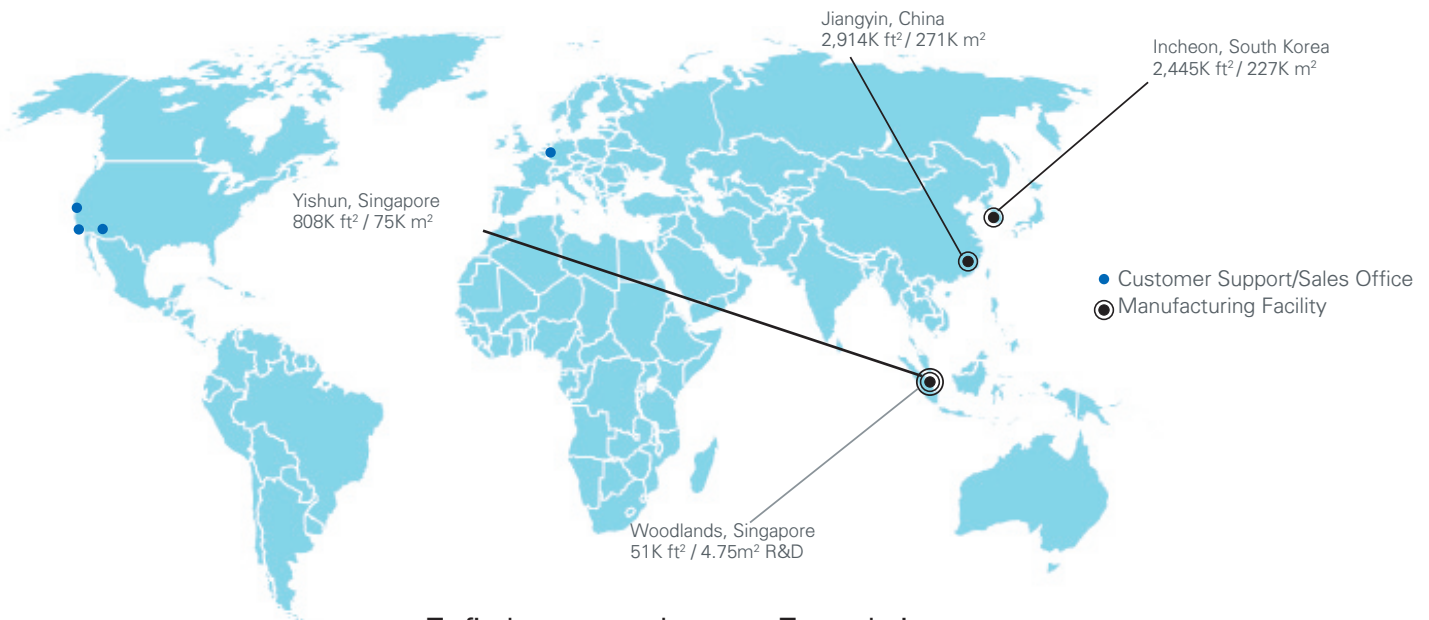 Jiangyin, China
2,914K ft² / 271K m²
Incheon, South Korea
2,445K ft² / 227K m²
Yishun, Singapore
808K ft² / 75K m²
Customer Support/Sales Office
Manufacturing Facility
Woodlands, Singapore
51K ft² / 4.75m² R&D